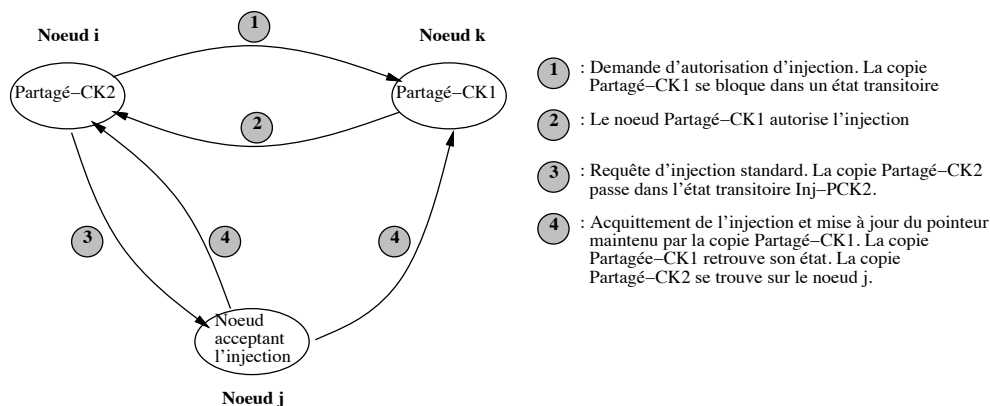 Noeud i
Noeud k
1
Partagé−CK2
Partagé−CK1
2
3
4
4
Noeud
acceptant
l'injection
Noeud j
1 : Demande d'autorisation d'injection. La copie
Partagé−CK1 se bloque dans un état transitoire
2 : Le noeud Partagé−CK1 autorise l'injection
3 : Requête d'injection standard. La copie Partagé−CK2
passe dans l'état transitoire Inj−PCK2.
4 : Acquittement de l'injection et mise à jour du pointeur
maintenu par la copie Partagé−CK1. La copie
Partagée−CK1 retrouve son état. La copie
Partagé−CK2 se trouve sur le noeud j.